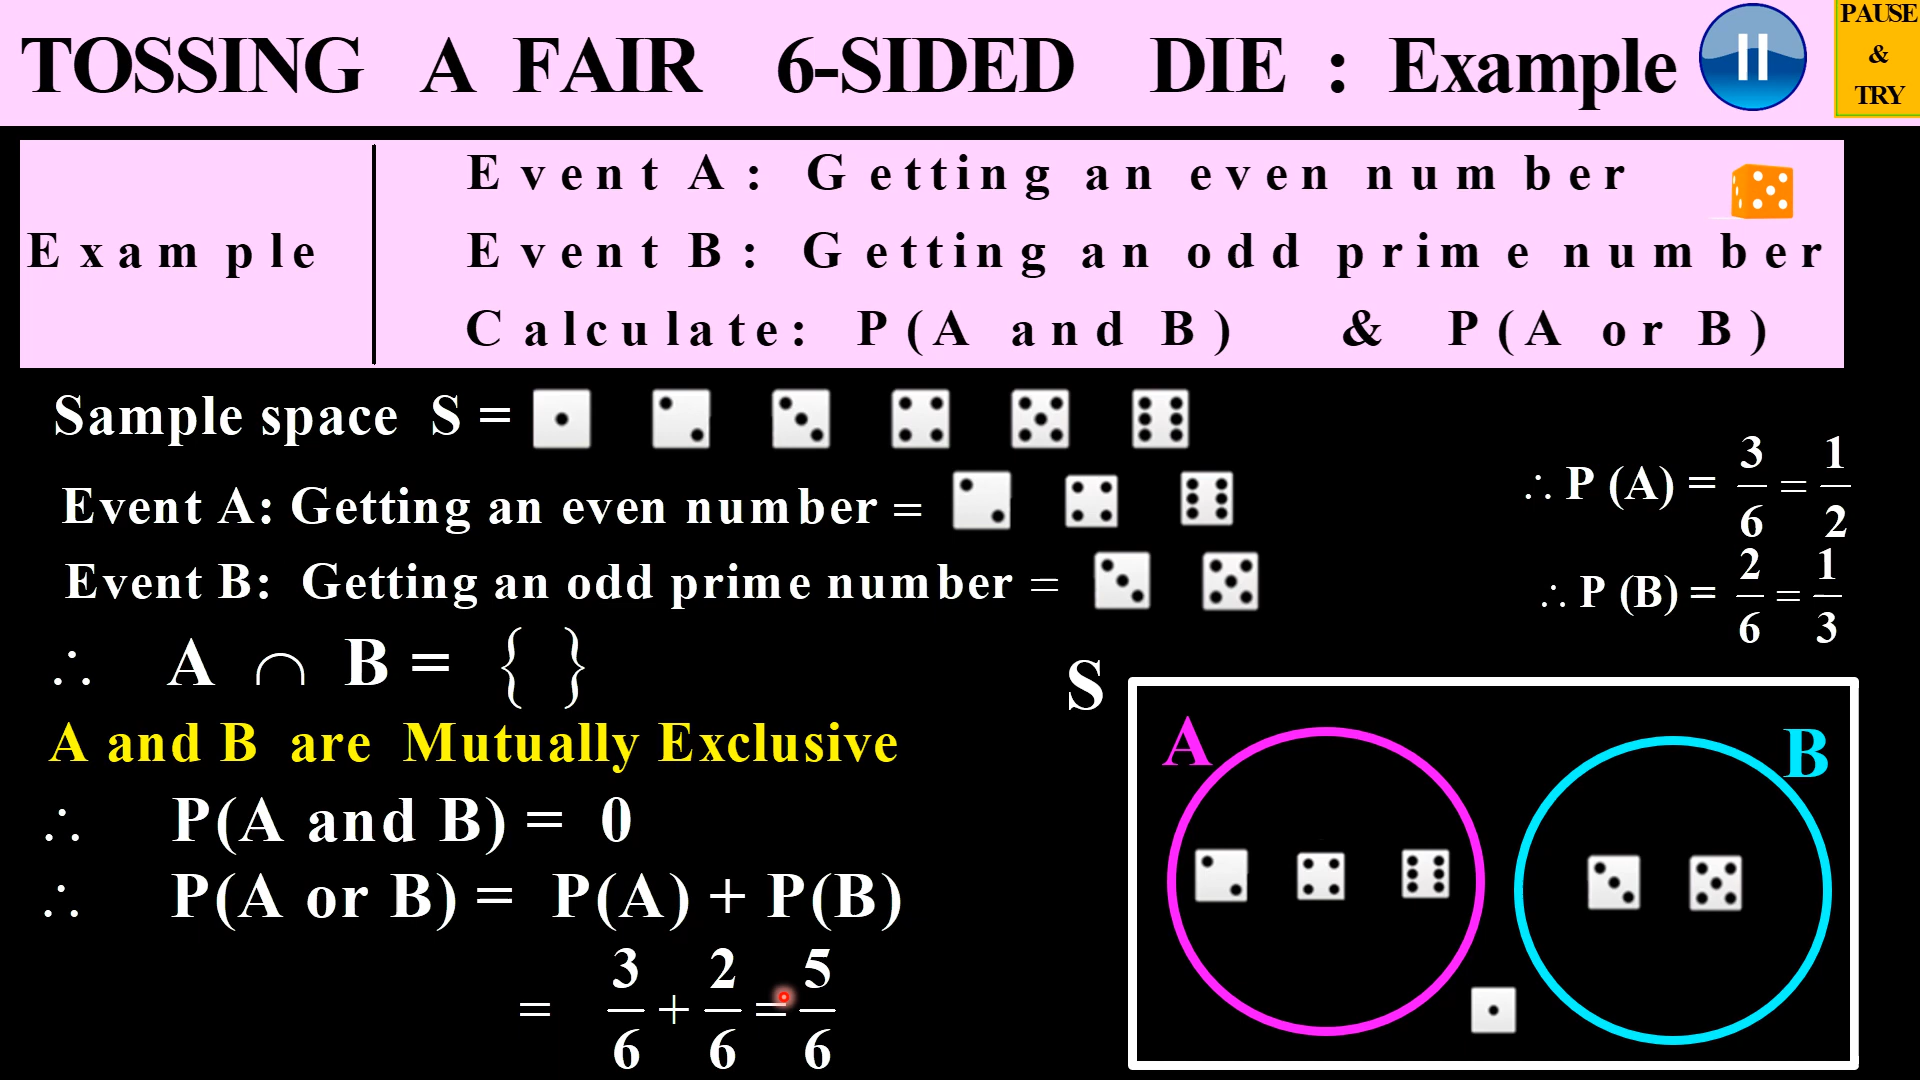 TOSSING A FAIR 6-SIDED DIE : Example
PAUSE
&
TRY
Example
Event A: Getting an even number
Event B: Getting an odd prime number
Calculate: P(A and B) & P(A or B)
Sample space S =
Event A: Getting an even number =
∴ P (A) = 3/6 = 1/2
Event B: Getting an odd prime number =
∴ P (B) = 2/6 = 1/3
∴ A ∩ B = { }
A and B are Mutually Exclusive
∴ P(A and B) = 0
∴ P(A or B) = P(A) + P(B)
= 3/6 + 2/6 = 5/6
S
A
B